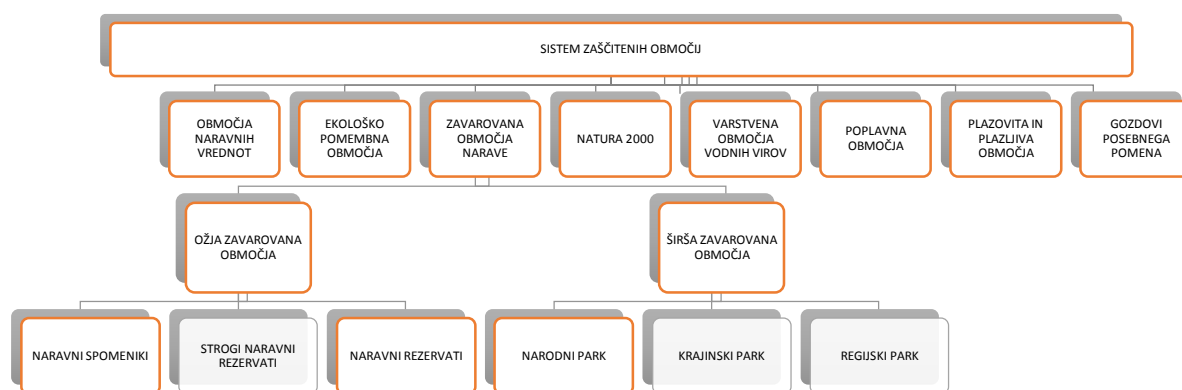 SISTEM ZAŠČITENIH OBMOČIJ
OBMOČJA
NARAVNIH
VREDNOT
EKOLOŠKO
POMEMBNA
OBMOČJA
ZAVAROVANA
OBMOČJA
NARAVE
NATURA 2000
VARSTVENA
OBMOČJA
VODNIH VIROV
POPLAVNA
OBMOČJA
PLAZOVITA IN
PLAZLJIVA
OBMOČJA
GOZDOVI
POSEBNEGA
POMENA
OŽJA ZAVAROVANA
OBMOČJA
ŠIRŠA ZAVAROVANA
OBMOČJA
NARAVNI SPOMENIKI
STROGI NARAVNI
REZERVATI
NARAVNI REZERVATI
NARODNI PARK
KRAJINSKI PARK
REGIJSKI PARK